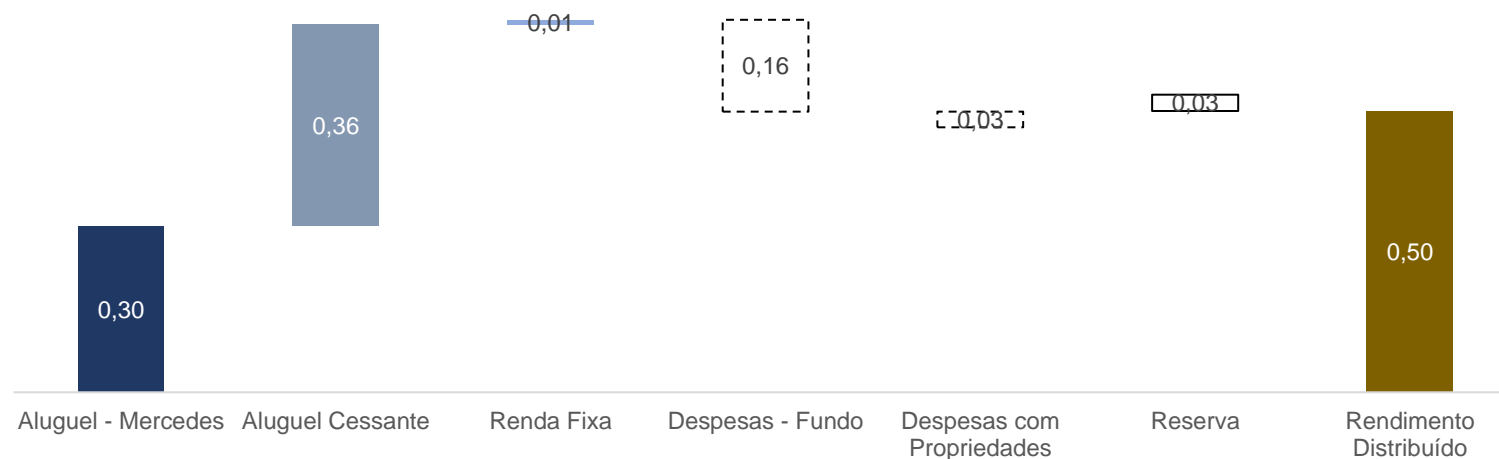 0,01
0,16
0,03
0,03
0,36
0,50
0,30
Aluguel - Mercedes
Aluguel Cessante
Renda Fixa
Despesas - Fundo
Despesas com
Propriedades
Reserva
Rendimento
Distribuído